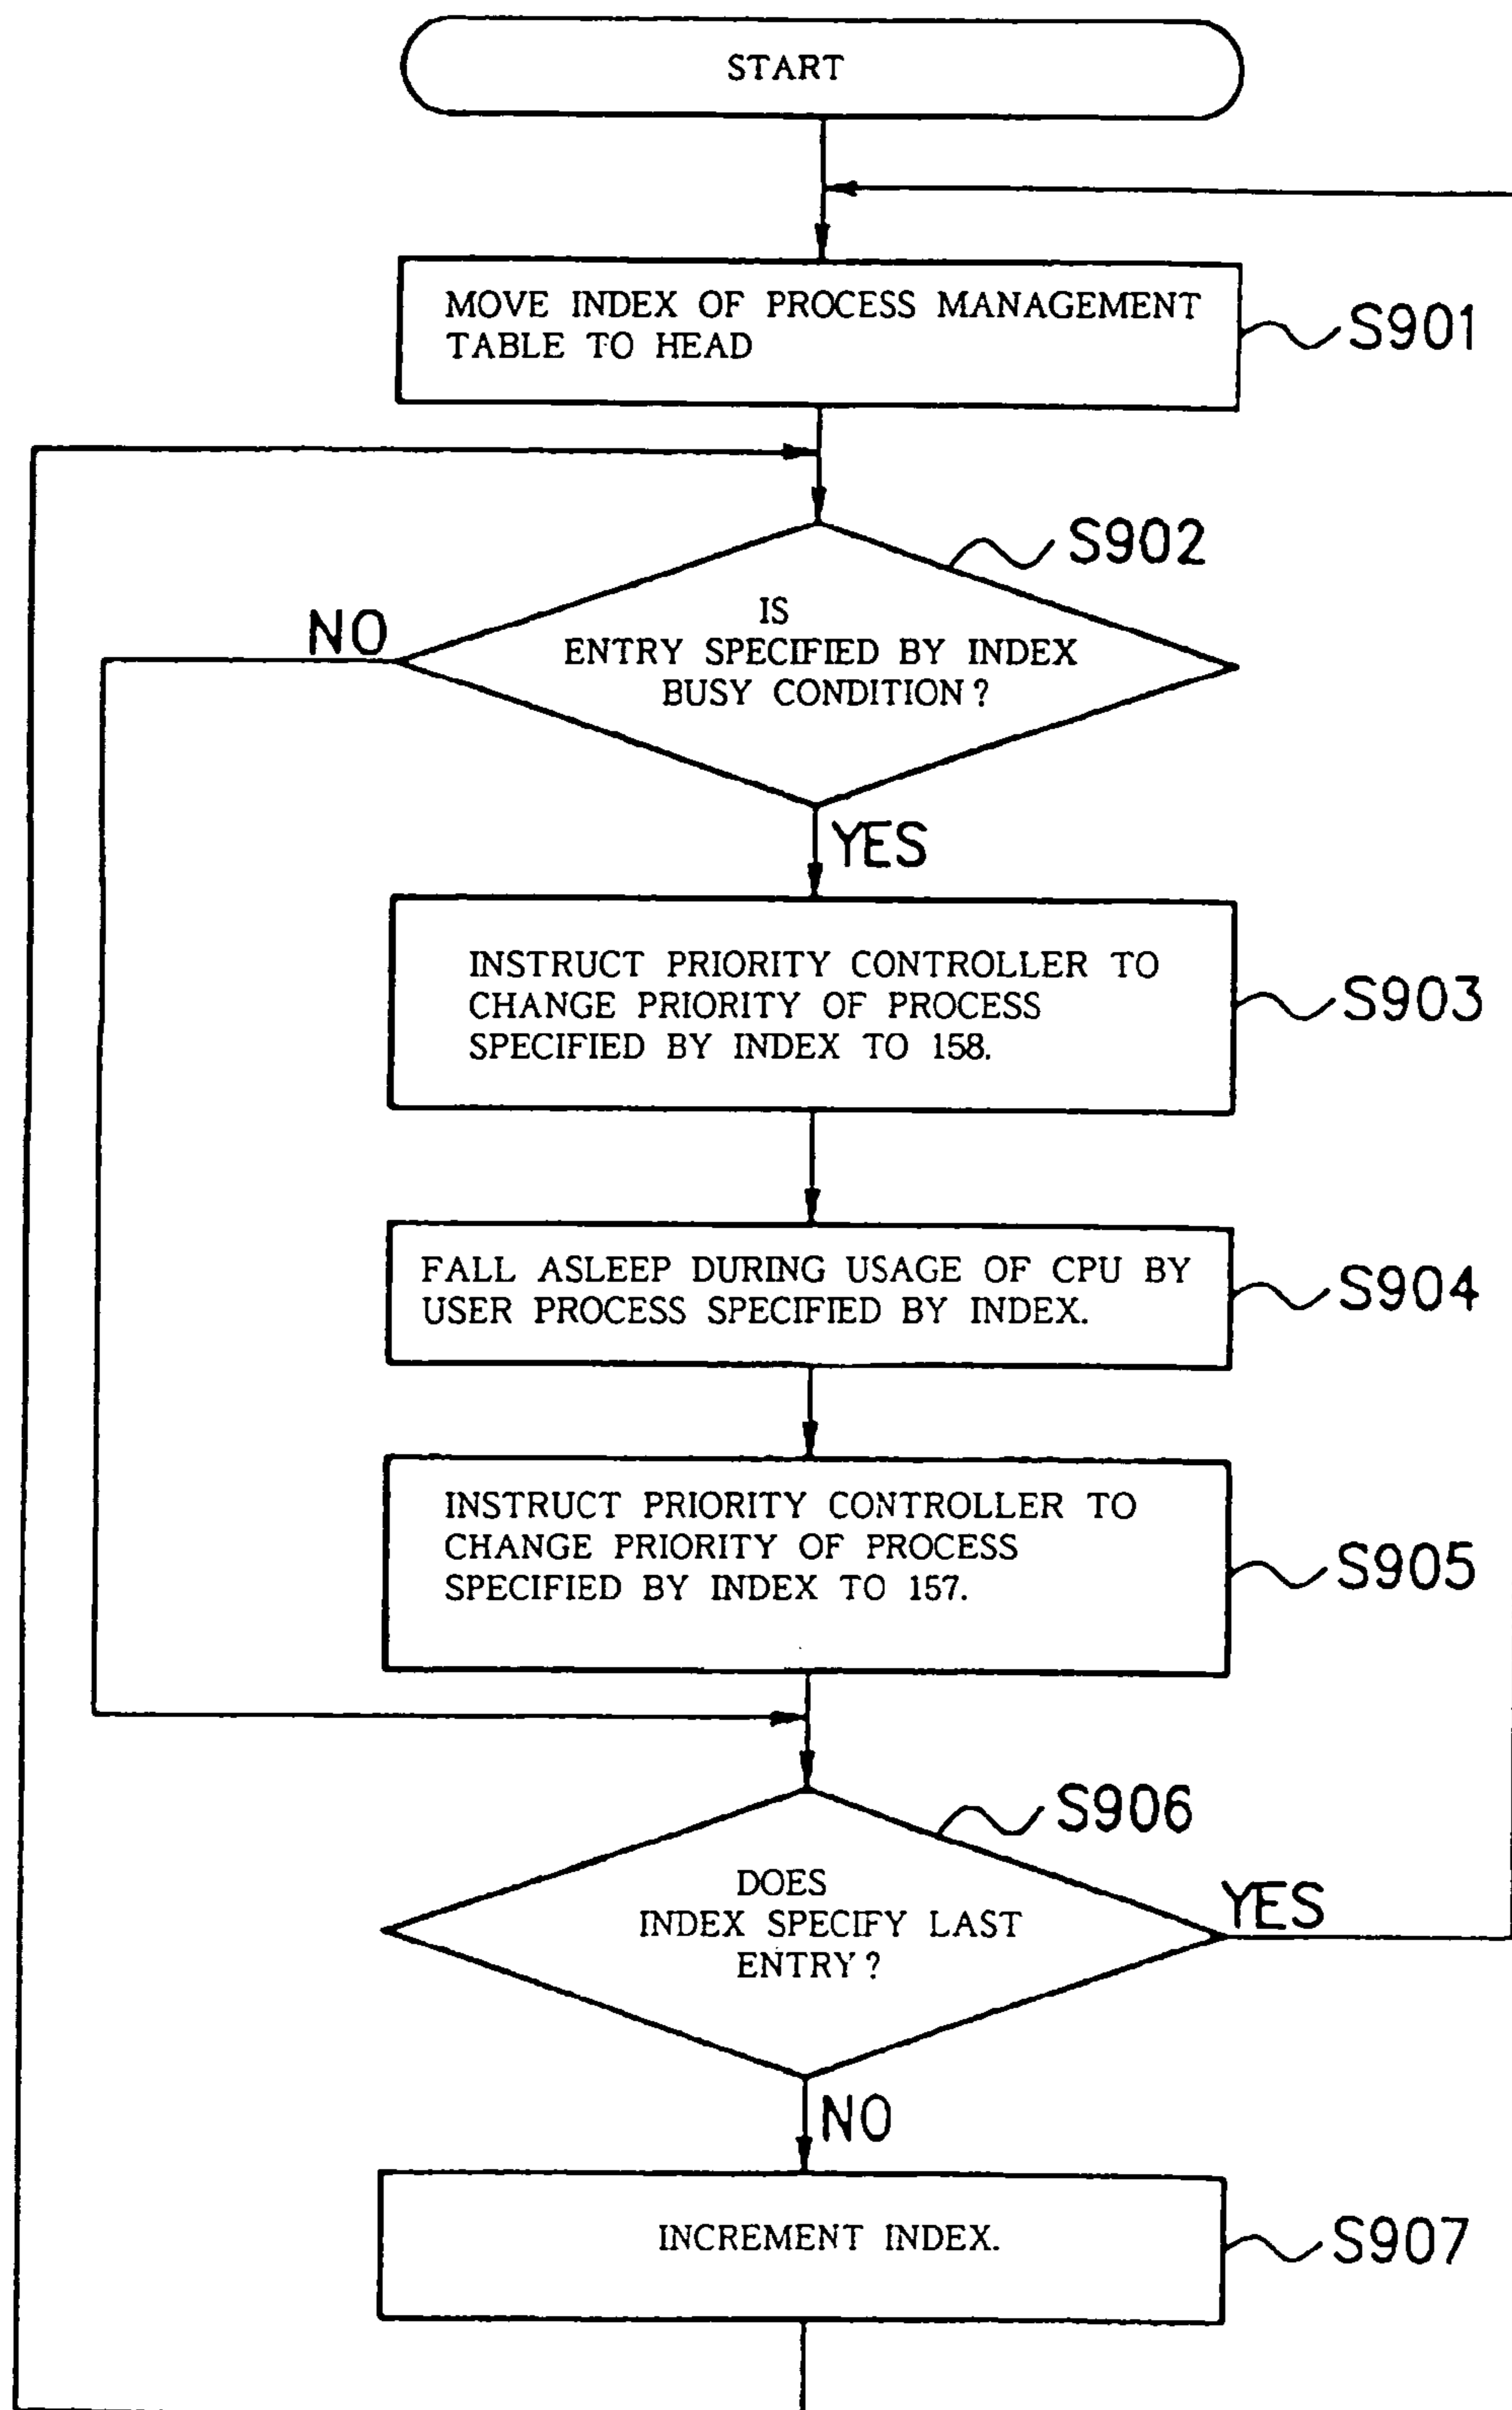 START
MOVE INDEX OF PROCESS MANAGEMENT
TABLE TO HEAD
S901
S902
NO
IS
ENTRY SPECIFIED BY INDEX
BUSY CONDITION?
YES
INSTRUCT PRIORITY CONTROLLER TO
CHANGE PRIORITY OF PROCESS
SPECIFIED BY INDEX TO 158.
S903
FALL ASLEEP DURING USAGE OF CPU BY
USER PROCESS SPECIFIED BY INDEX.
S904
INSTRUCT PRIORITY CONTROLLER TO
CHANGE PRIORITY OF PROCESS
SPECIFIED BY INDEX TO 157.
S905
S906
DOES
INDEX SPECIFY LAST
ENTRY?
YES
NO
INCREMENT INDEX.
S907